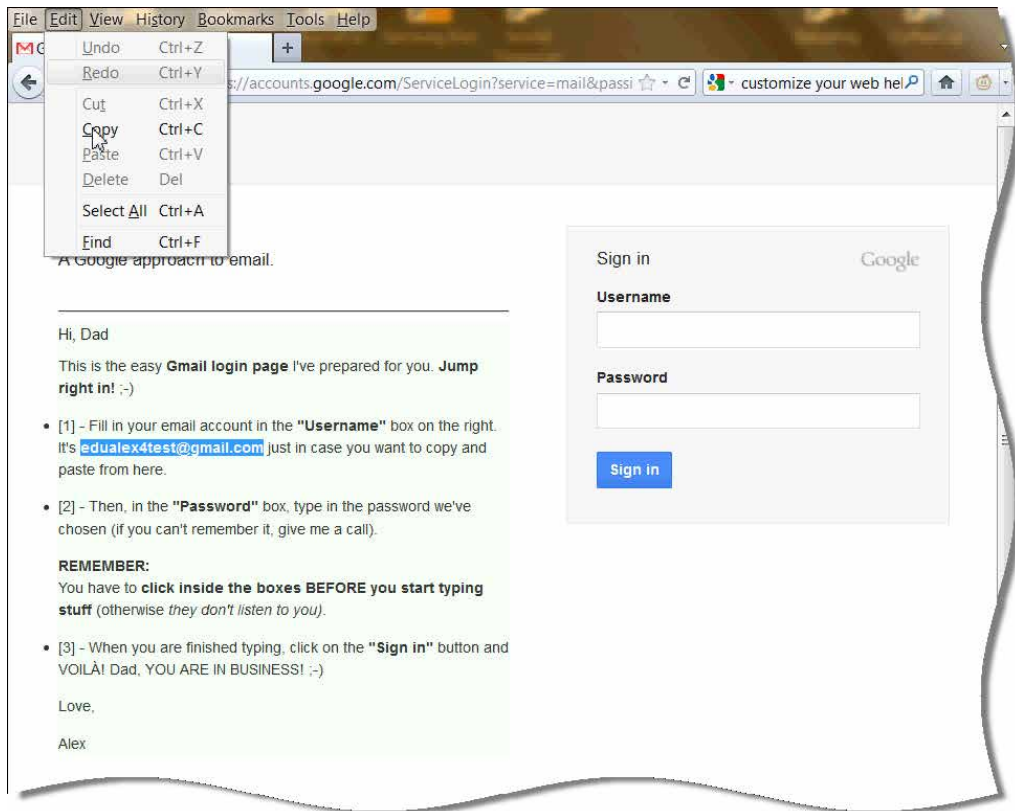 File Edit View History Bookmarks Tools Help
Undo Ctrl+Z
Redo Ctrl+Y
Cut Ctrl+X
Copy Ctrl+C
Paste Ctrl+V
Delete Del
Select All Ctrl+A
Find Ctrl+F
+
s://accounts.google.com/ServiceLogin?service=mail&passi
customize your web hel
A Google approach to email.
Hi, Dad
This is the easy Gmail login page I've prepared for you. Jump
right in! ;-)
• [1] - Fill in your email account in the "Username" box on the right.
It's edualex4test@gmail.com just in case you want to copy and
paste from here.
• [2] - Then, in the "Password" box, type in the password we've
chosen (if you can't remember it, give me a call).
REMEMBER:
You have to click inside the boxes BEFORE you start typing
stuff (otherwise they don't listen to you).
• [3] - When you are finished typing, click on the "Sign in" button and
VOILÀ! Dad, YOU ARE IN BUSINESS! ;-)
Love,
Alex
Sign in Google
Username
Password
Sign in